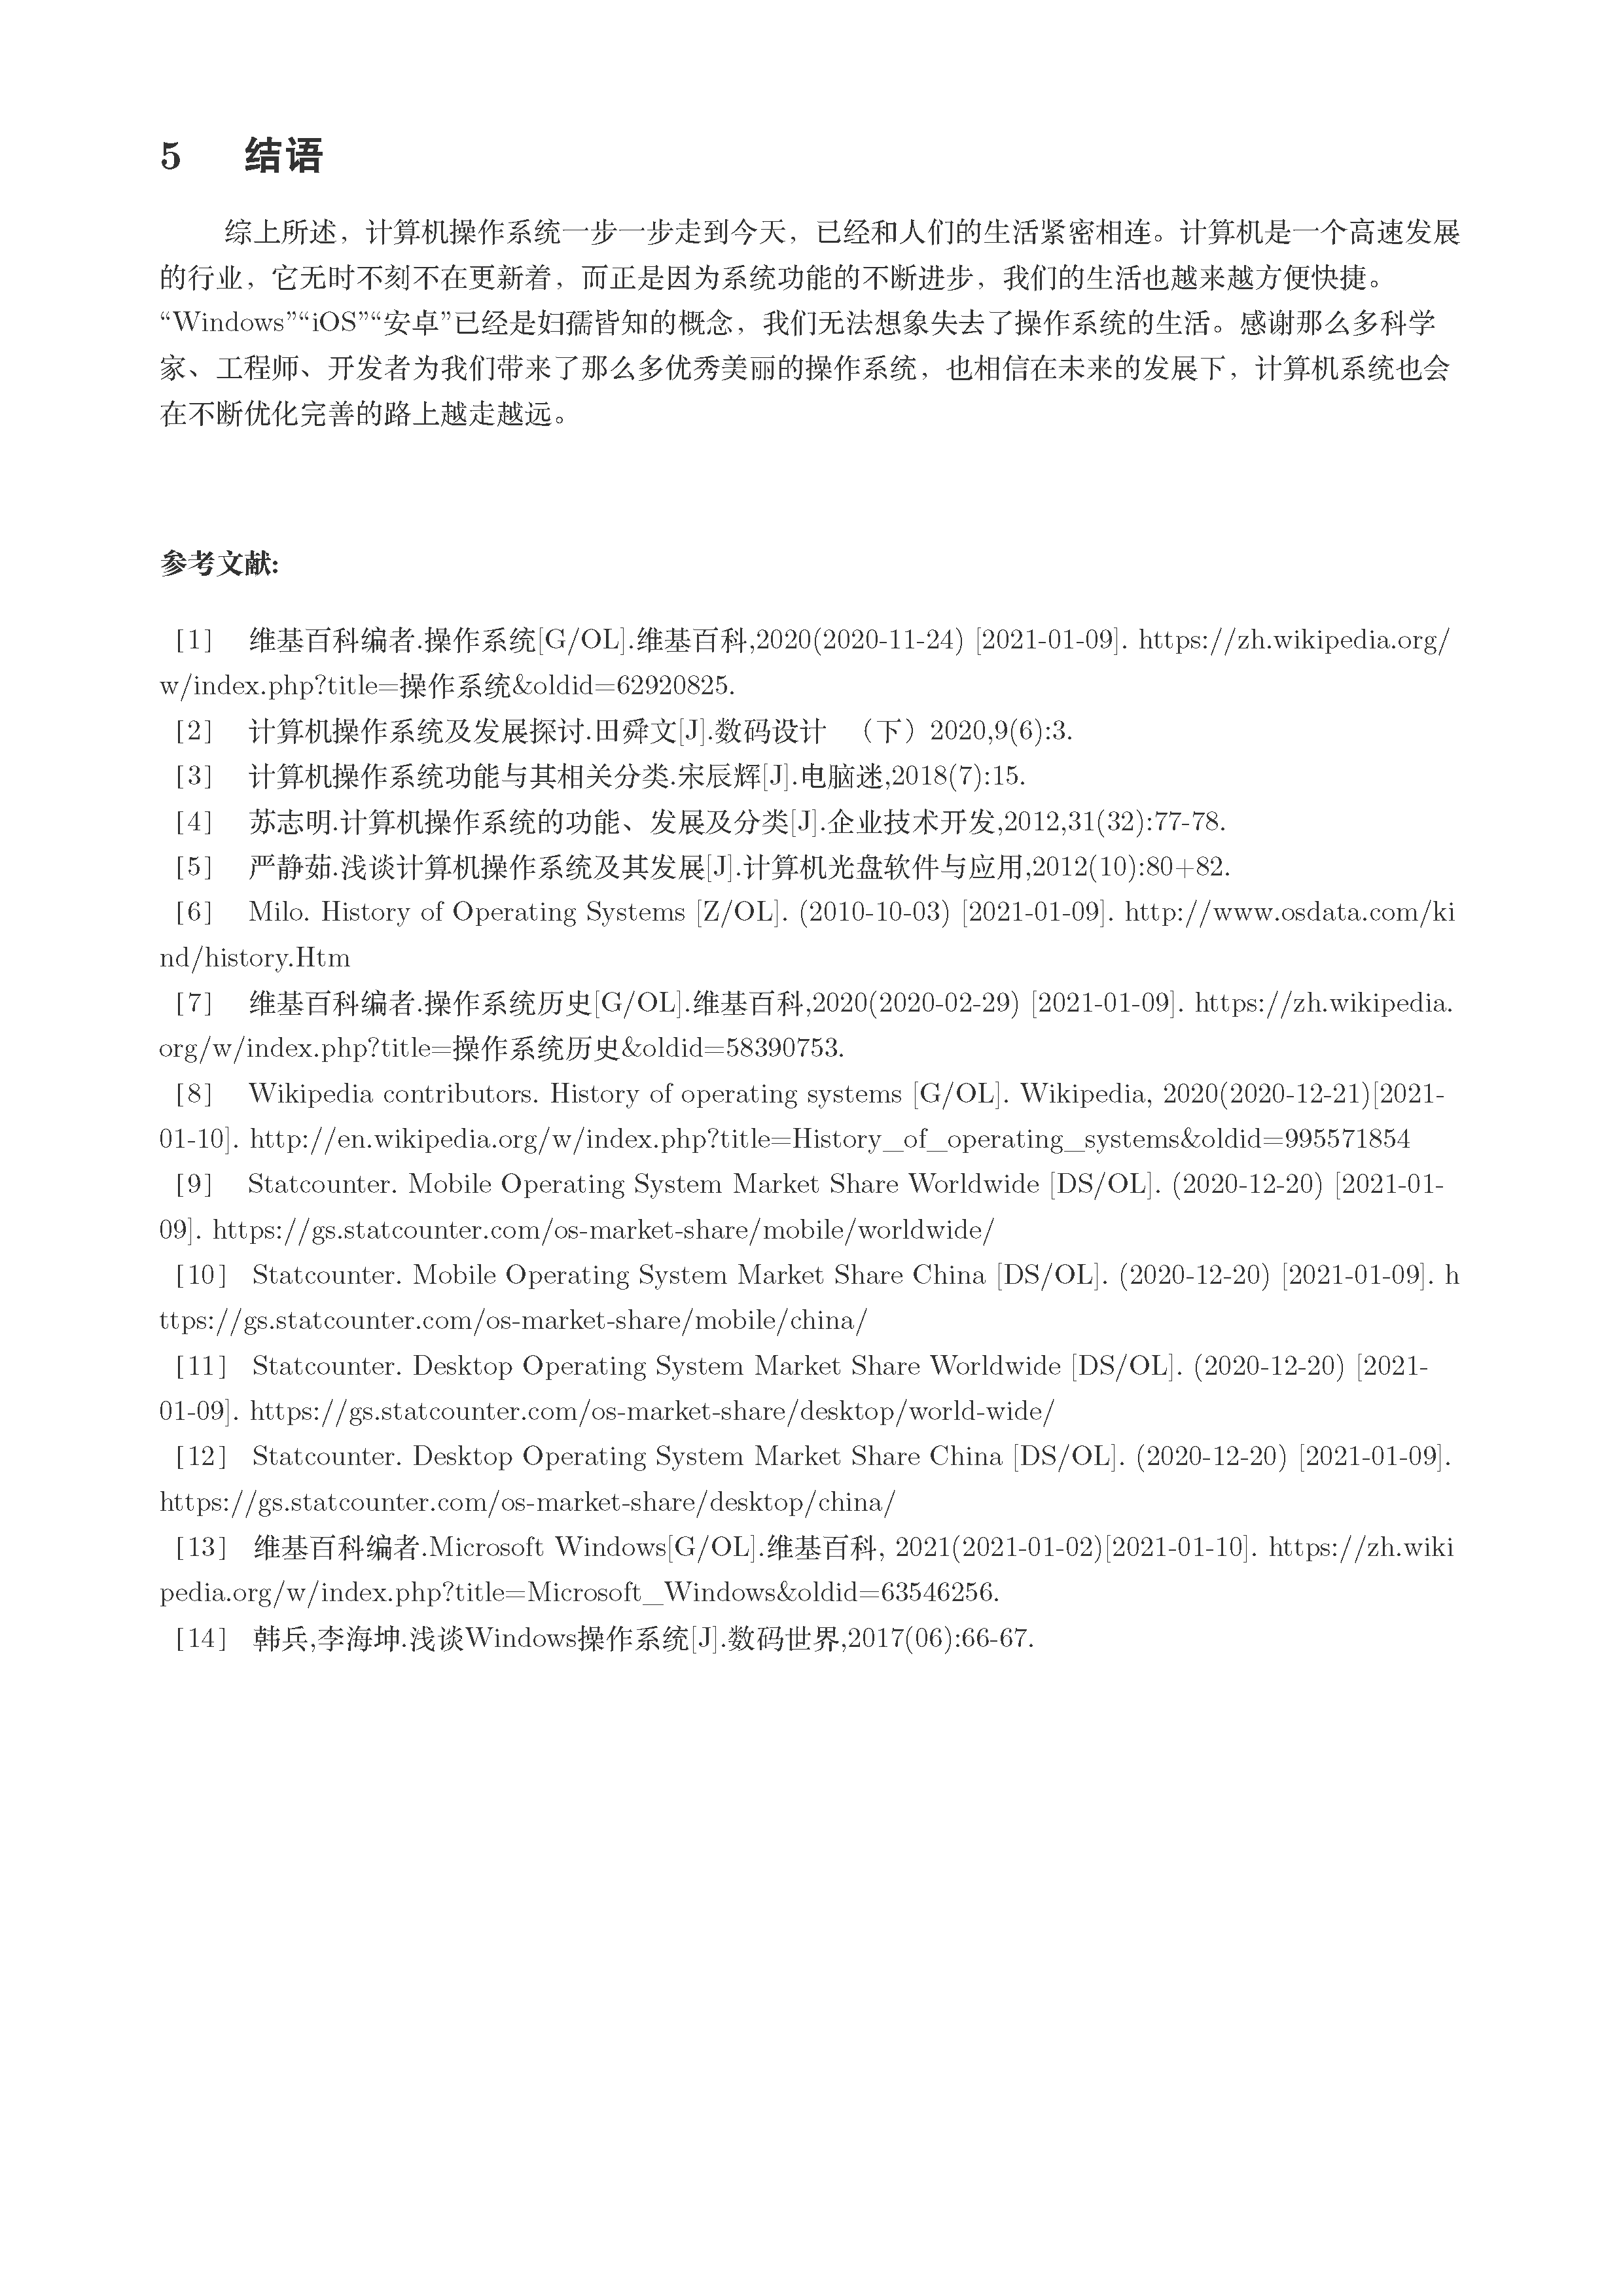 5 结语
综上所述，计算机操作系统一步一步走到今天，已经和人们的生活紧密相连。计算机是一个高速发展
的行业，它无时不刻不在更新着，而正是因为系统功能的不断进步，我们的生活也越来越方便快捷。
“Windows”“iOS”“安卓”已经是妇孺皆知的概念，我们无法想象失去了操作系统的生活。感谢那么多科学
家、工程师、开发者为我们带来了那么多优秀美丽的操作系统，也相信在未来的发展下，计算机系统也会
在不断优化完善的路上越走越远。
参考文献:
[1] 维基百科编者.操作系统[G/OL].维基百科,2020(2020-11-24) [2021-01-09]. https://zh.wikipedia.org/
w/index.php?title=操作系统&oldid=62920825.
[2] 计算机操作系统及发展探讨.田舜文[J].数码设计 （下）2020,9(6):3.
[3] 计算机操作系统功能与其相关分类.宋辰辉[J].电脑迷,2018(7):15.
[4] 苏志明.计算机操作系统的功能、发展及分类[J].企业技术开发,2012,31(32):77-78.
[5] 严静茹.浅谈计算机操作系统及其发展[J].计算机光盘软件与应用,2012(10):80+82.
[6] Milo. History of Operating Systems [Z/OL]. (2010-10-03) [2021-01-09]. http://www.osdata.com/ki
nd/history.Htm
[7] 维基百科编者.操作系统历史[G/OL].维基百科,2020(2020-02-29) [2021-01-09]. https://zh.wikipedia.
org/w/index.php?title=操作系统历史&oldid=58390753.
[8] Wikipedia contributors. History of operating systems [G/OL]. Wikipedia, 2020(2020-12-21)[2021-
01-10]. http://en.wikipedia.org/w/index.php?title=History_of_operating_systems&oldid=995571854
[9] Statcounter. Mobile Operating System Market Share Worldwide [DS/OL]. (2020-12-20) [2021-01-
09]. https://gs.statcounter.com/os-market-share/mobile/worldwide/
[10] Statcounter. Mobile Operating System Market Share China [DS/OL]. (2020-12-20) [2021-01-09]. h
ttps://gs.statcounter.com/os-market-share/mobile/china/
[11] Statcounter. Desktop Operating System Market Share Worldwide [DS/OL]. (2020-12-20) [2021-
01-09]. https://gs.statcounter.com/os-market-share/desktop/world-wide/
[12] Statcounter. Desktop Operating System Market Share China [DS/OL]. (2020-12-20) [2021-01-09].
https://gs.statcounter.com/os-market-share/desktop/china/
[13] 维基百科编者.Microsoft Windows[G/OL].维基百科, 2021(2021-01-02)[2021-01-10]. https://zh.wiki
pedia.org/w/index.php?title=Microsoft_Windows&oldid=63546256.
[14] 韩兵,李海坤.浅谈Windows操作系统[J].数码世界,2017(06):66-67.